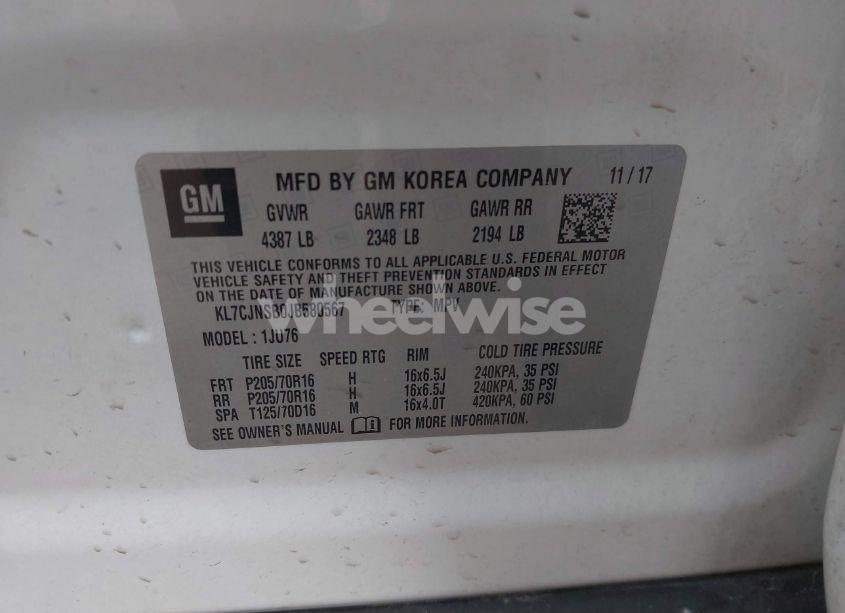 GM
MFD BY GM KOREA COMPANY 11 / 17
GVWR GAWR FRT GAWR RR
4387 LB 2348 LB 2194 LB
THIS VEHICLE CONFORMS TO ALL APPLICABLE U.S. FEDERAL MOTOR
VEHICLE SAFETY AND THEFT PREVENTION STANDARDS IN EFFECT
ON THE DATE OF MANUFACTURE SHOWN ABOVE.
KL7CJNSB0JB580567 TYPE: MPV
wheelwise
MODEL : 1JU76
TIRE SIZE SPEED RTG RIM COLD TIRE PRESSURE
FRT P205/70R16 H 16x6.5J 240KPA, 35 PSI
RR P205/70R16 H 16x6.5J 240KPA, 35 PSI
SPA T125/70D16 M 16x4.0T 420KPA, 60 PSI
SEE OWNER'S MANUAL FOR MORE INFORMATION.